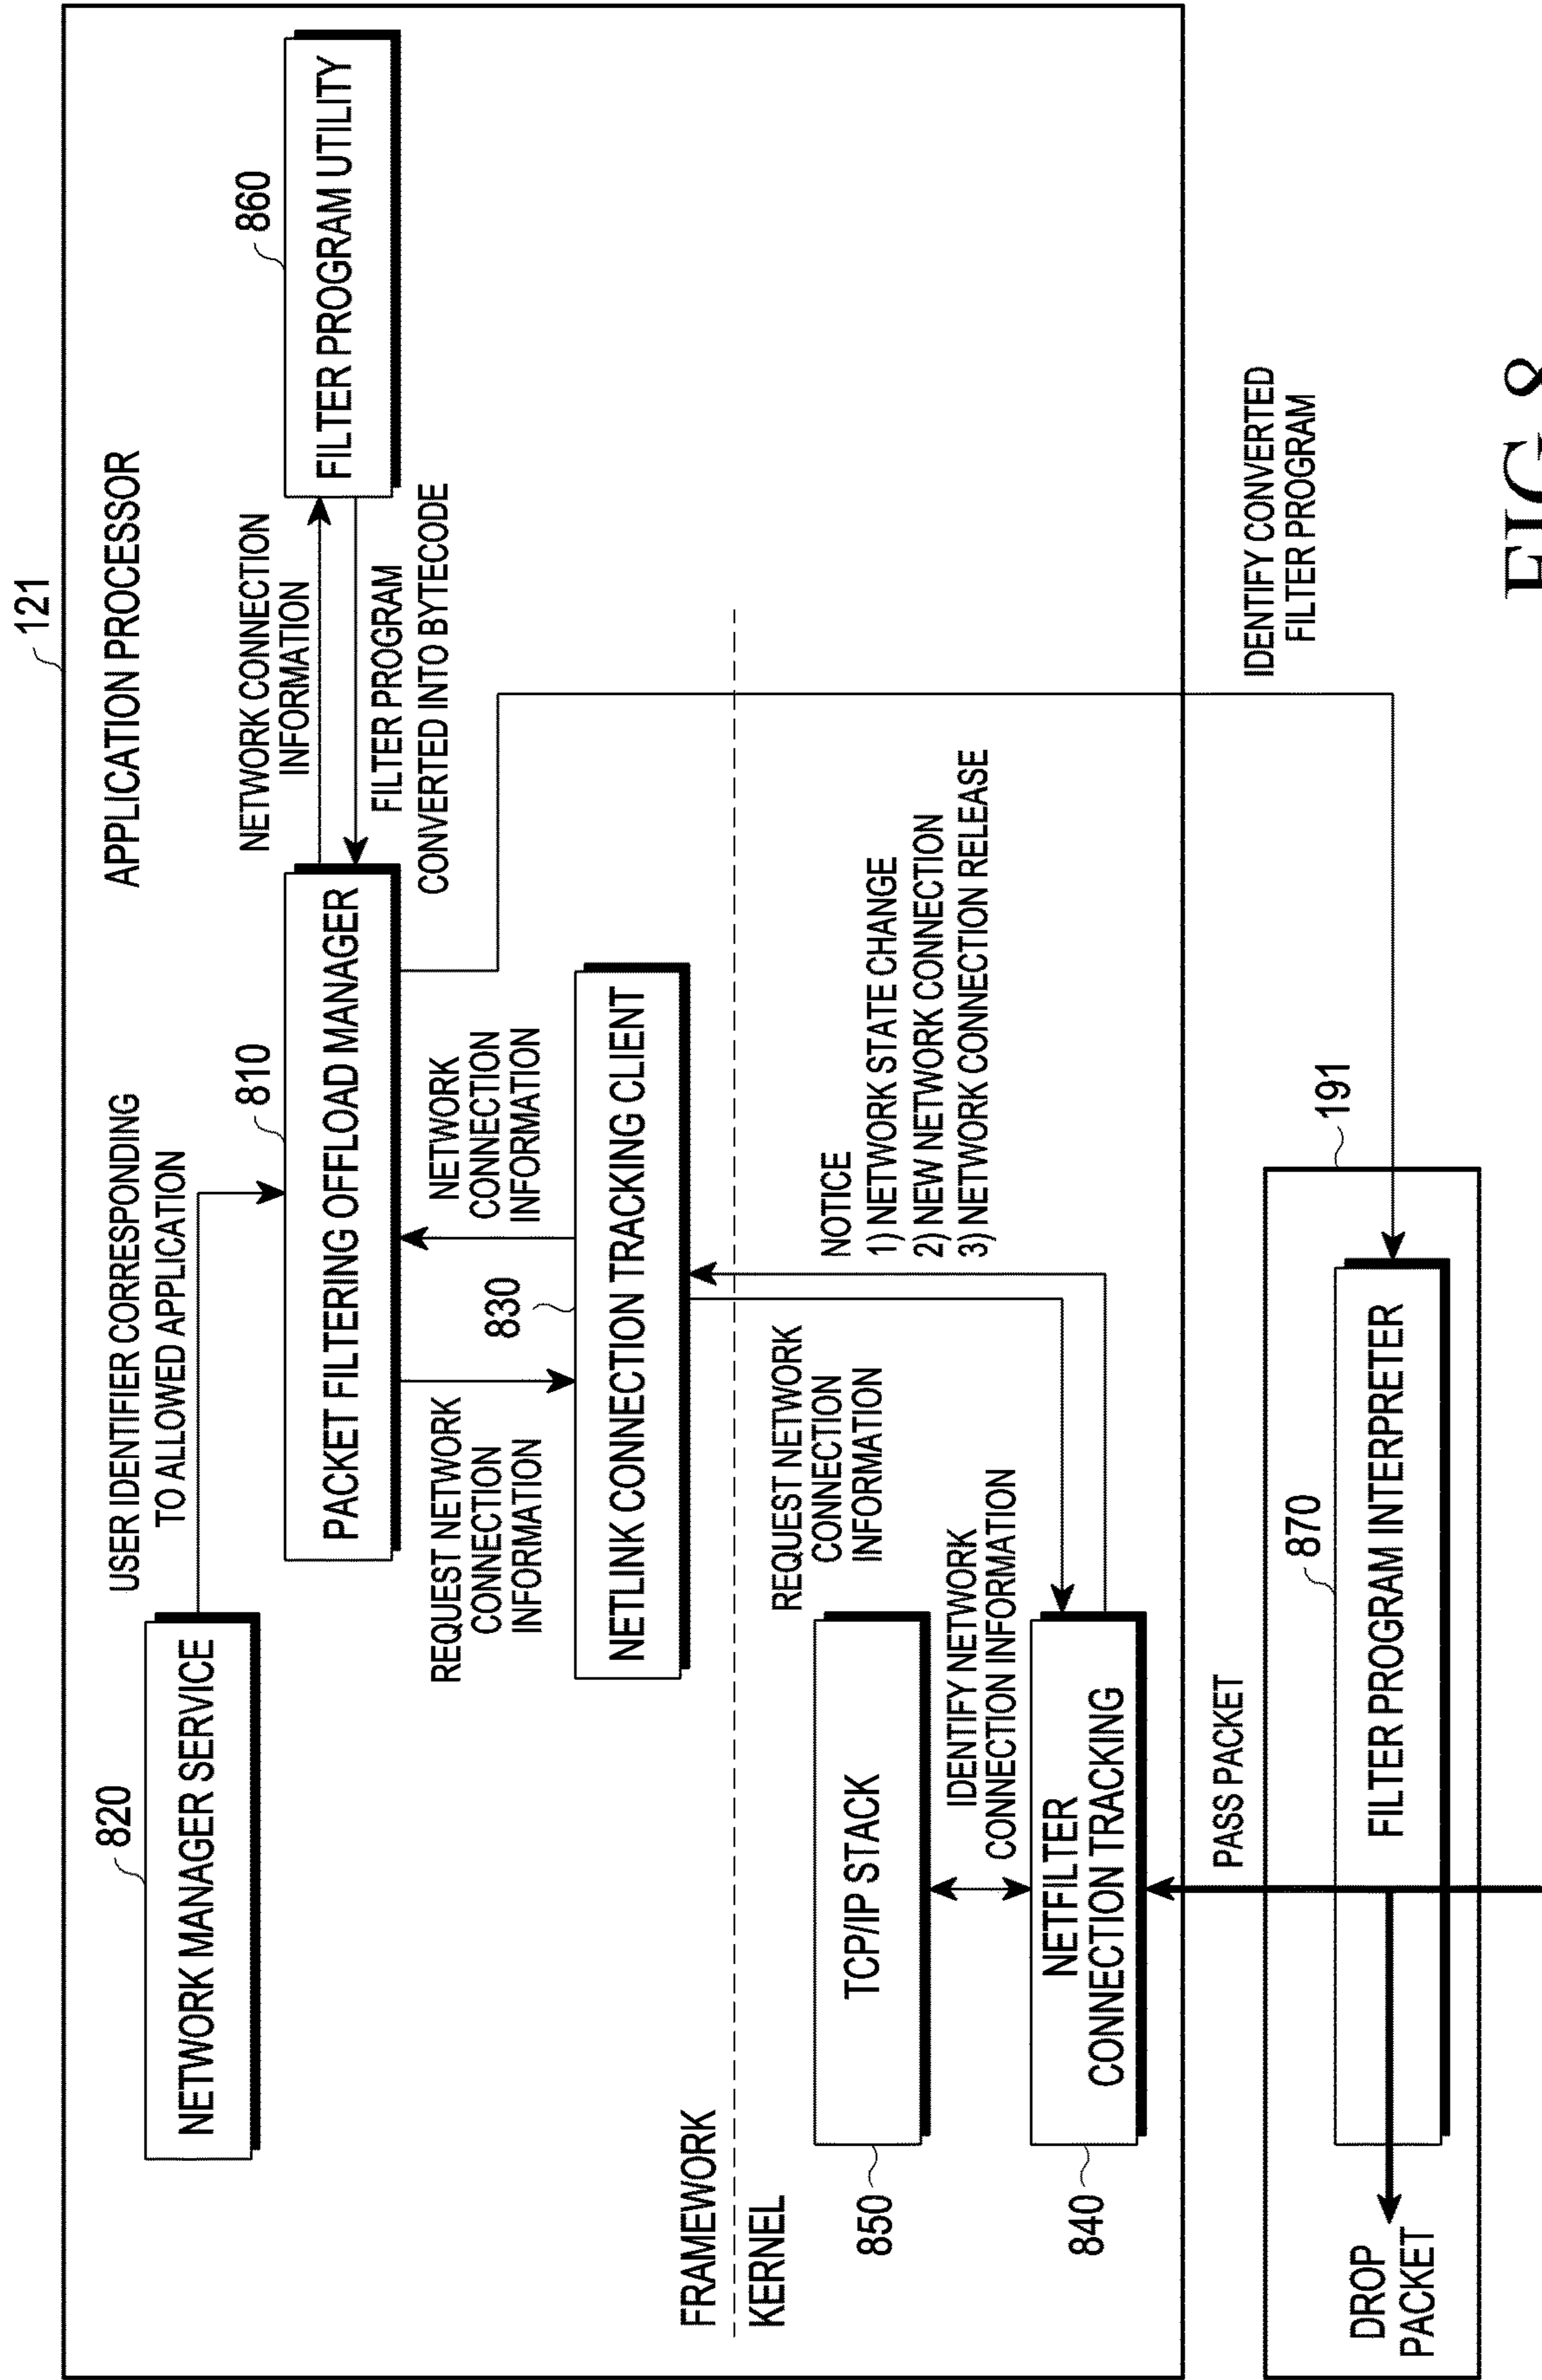 121
APPLICATION PROCESSOR
820
NETWORK MANAGER SERVICE
USER IDENTIFIER CORRESPONDING
TO ALLOWED APPLICATION
810
PACKET FILTERING OFFLOAD MANAGER
NETWORK CONNECTION
INFORMATION
FILTER PROGRAM
CONVERTED INTO BYTECODE
860
FILTER PROGRAM UTILITY
REQUEST NETWORK
CONNECTION
INFORMATION
NETWORK
CONNECTION
INFORMATION
830
NETLINK CONNECTION TRACKING CLIENT
FRAMEWORK
KERNEL
850
TCP/IP STACK
REQUEST NETWORK
CONNECTION
INFORMATION
NOTICE
1) NETWORK STATE CHANGE
2) NEW NETWORK CONNECTION
3) NETWORK CONNECTION RELEASE
IDENTIFY NETWORK
CONNECTION INFORMATION
840
NETFILTER
CONNECTION TRACKING
PASS PACKET
IDENTIFY CONVERTED
FILTER PROGRAM
191
870
FILTER PROGRAM INTERPRETER
DROP
PACKET
FIG 8